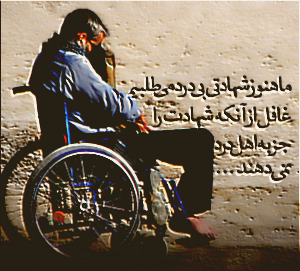 ما هنوز شهادتی بی درد می طلبیم
غافل از آنکه شهادت را
جز به اهل درد
نمی دهند....